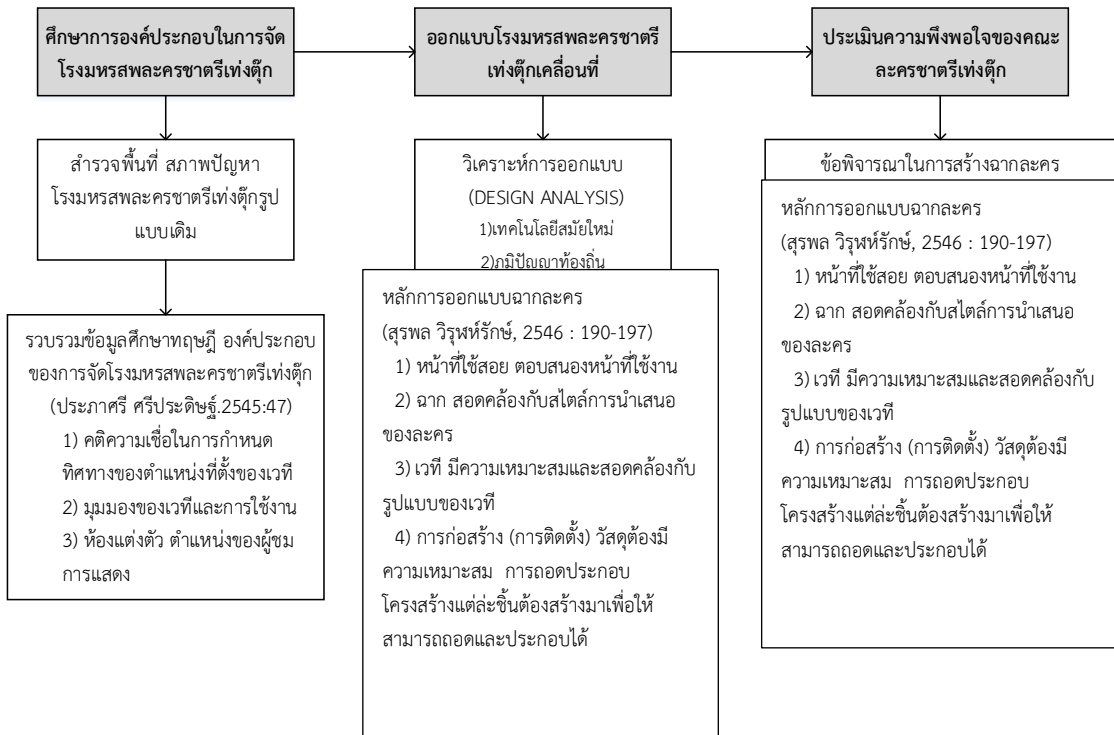 ศึกษาการองค์ประกอบในการจัด
โรงมหรสพละครชาตรีเท่งตุ๊ก
ออกแบบโรงมหรสพละครชาตรี
เท่งตุ๊กเคลื่อนที่
ประเมินความพึงพอใจของคณะ
ละครชาตรีเท่งตุ๊ก
สำรวจพื้นที่ สภาพปัญหา
โรงมหรสพละครชาตรีเท่งตุ๊กรูป
แบบเดิม
รวบรวมข้อมูลศึกษาทฤษฎี องค์ประกอบ
ของการจัดโรงมหรสพละครชาตรีเท่งตุ๊ก
(ประภาศรี ศรีประดิษฐ์.2545:47)
1) คติความเชื่อในการกำหนด
ทิศทางของตำแหน่งที่ตั้งของเวที
2) มุมมองของเวทีและการใช้งาน
3) ห้องแต่งตัว ตำแหน่งของผู้ชม
การแสดง
วิเคราะห์การออกแบบ
(DESIGN ANALYSIS)
1)เทคโนโลยีสมัยใหม่
2)ภูมิปัญญาท้องถิ่น
หลักการออกแบบฉากละคร
(สุรพล วิรุฬห์รักษ์, 2546 : 190-197)
1) หน้าที่ใช้สอย ตอบสนองหน้าที่ใช้งาน
2) ฉาก สอดคล้องกับสไตล์การนำเสนอ
ของละคร
3) เวที มีความเหมาะสมและสอดคล้องกับ
รูปแบบของเวที
4) การก่อสร้าง (การติดตั้ง) วัสดุต้องมี
ความเหมาะสม การถอดประกอบ
โครงสร้างแต่ล่ะชิ้นต้องสร้างมาเพื่อให้
สามารถถอดและประกอบได้
ข้อพิจารณาในการสร้างฉากละคร
หลักการออกแบบฉากละคร
(สุรพล วิรุฬห์รักษ์, 2546 : 190-197)
1) หน้าที่ใช้สอย ตอบสนองหน้าที่ใช้งาน
2) ฉาก สอดคล้องกับสไตล์การนำเสนอ
ของละคร
3) เวที มีความเหมาะสมและสอดคล้องกับ
รูปแบบของเวที
4) การก่อสร้าง (การติดตั้ง) วัสดุต้องมี
ความเหมาะสม การถอดประกอบ
โครงสร้างแต่ล่ะชิ้นต้องสร้างมาเพื่อให้
สามารถถอดและประกอบได้